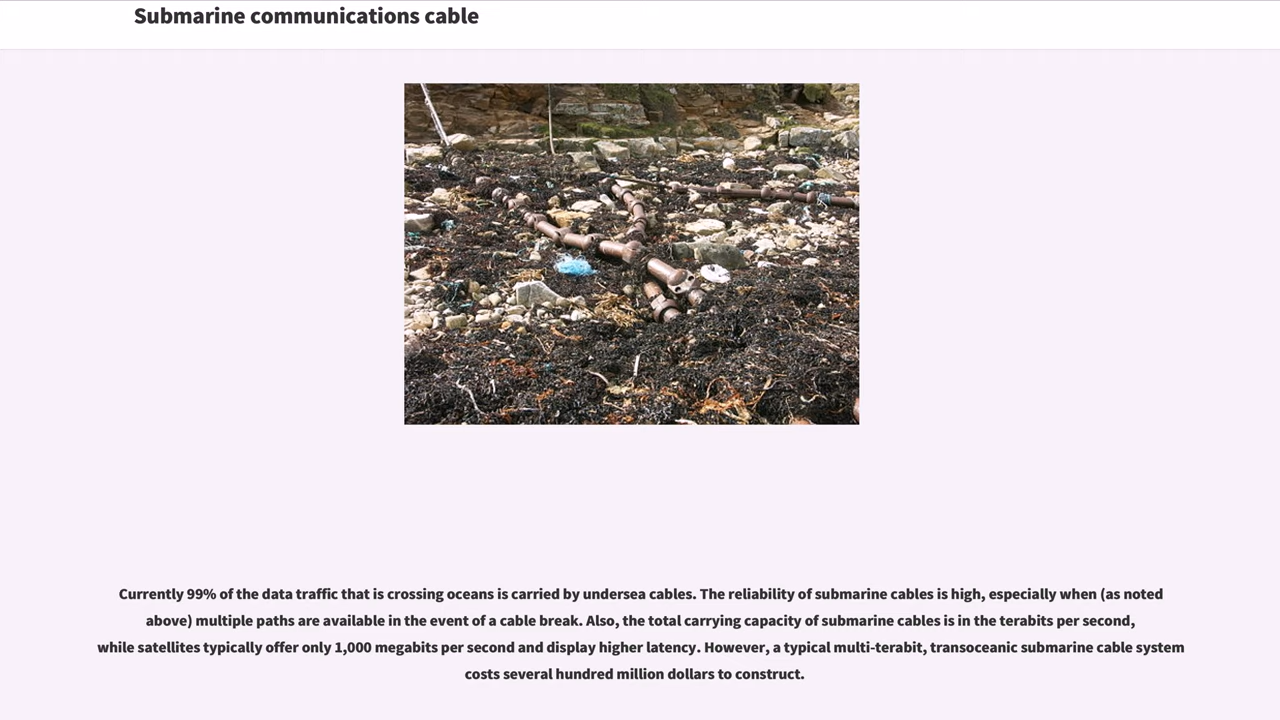 Submarine communications cable
Currently 99% of the data traffic that is crossing oceans is carried by undersea cables. The reliability of submarine cables is high, especially when (as noted
above) multiple paths are available in the event of a cable break. Also, the total carrying capacity of submarine cables is in the terabits per second,
while satellites typically offer only 1,000 megabits per second and display higher latency. However, a typical multi-terabit, transoceanic submarine cable system
costs several hundred million dollars to construct.